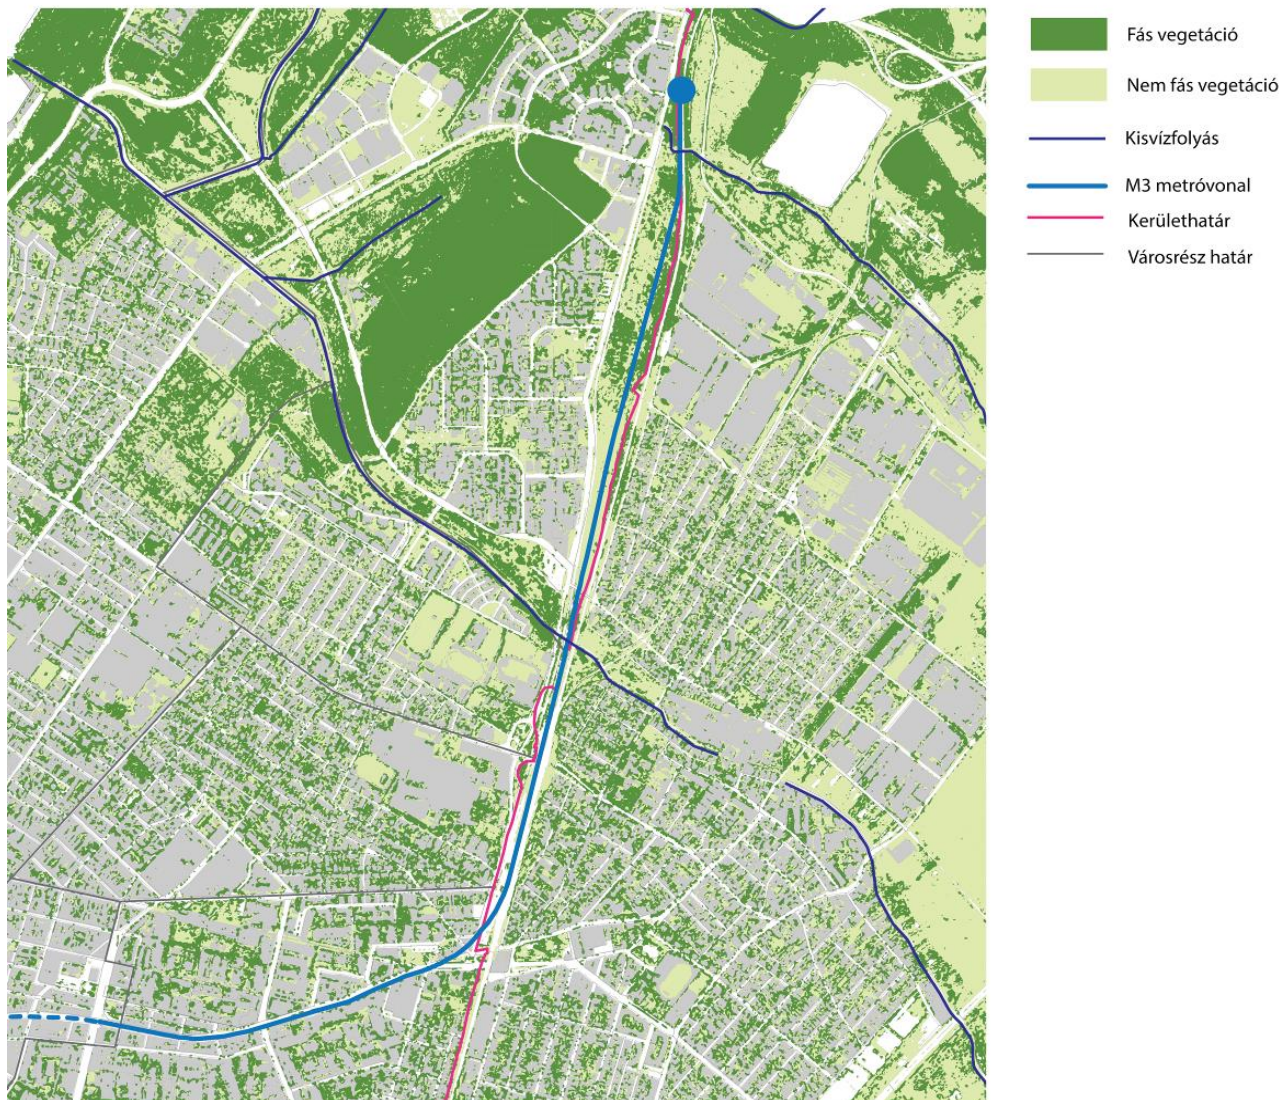 Fás vegetáció
Nem fás vegetáció
Kisvízfolyás
M3 metróvonal
Kerülethatár
Városrész határ